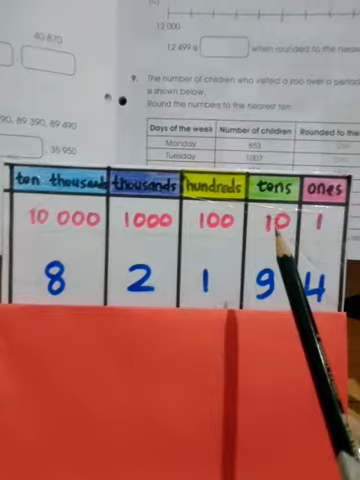 40 870
12 000
12 499 is when rounded to the
9. The number of children who visited a zoo over a
is shown below.
Round the numbers to the nearest ten.
90, 89 390, 89 490
35 950
Days of the week Number of children Rounded to the
Monday 853
Tuesday 1007
ten thousands thousands hundreds tens ones
10 000 1000 100 10 1
8 2 1 9 4